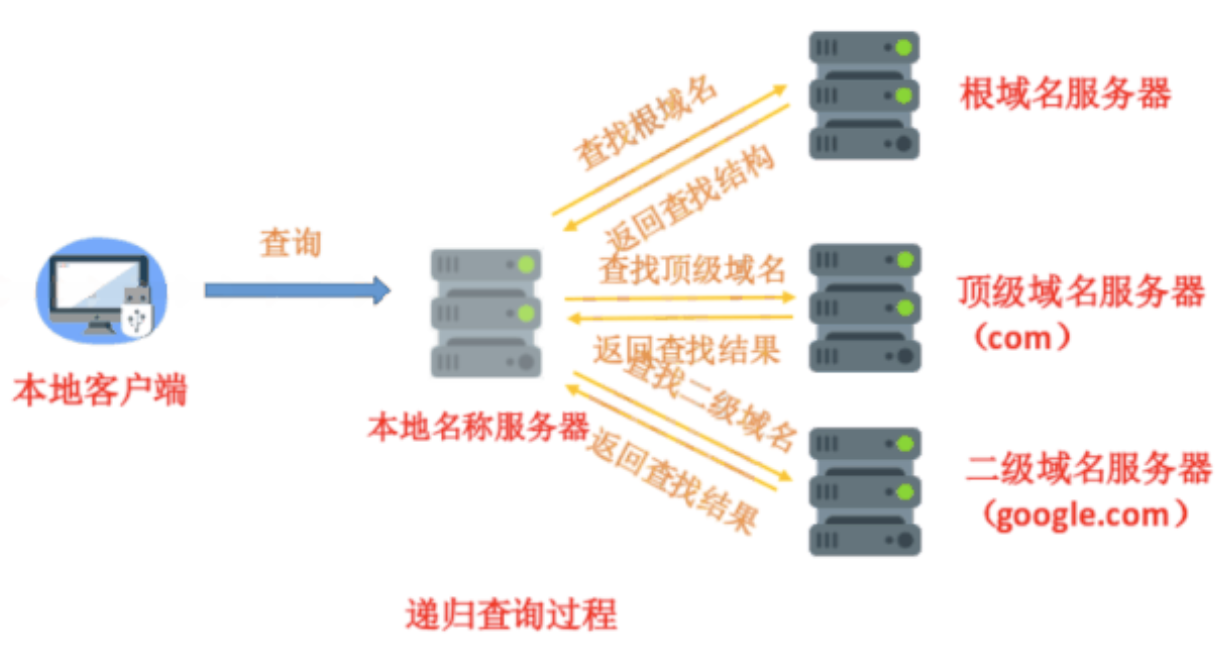 查找根域名
返回查找结构
根域名服务器
查询
查找顶级域名
返回查找结果
顶级域名服务器
（com）
本地客户端
本地名称服务器
查找二级域名
返回查找结果
二级域名服务器
（google.com）
递归查询过程